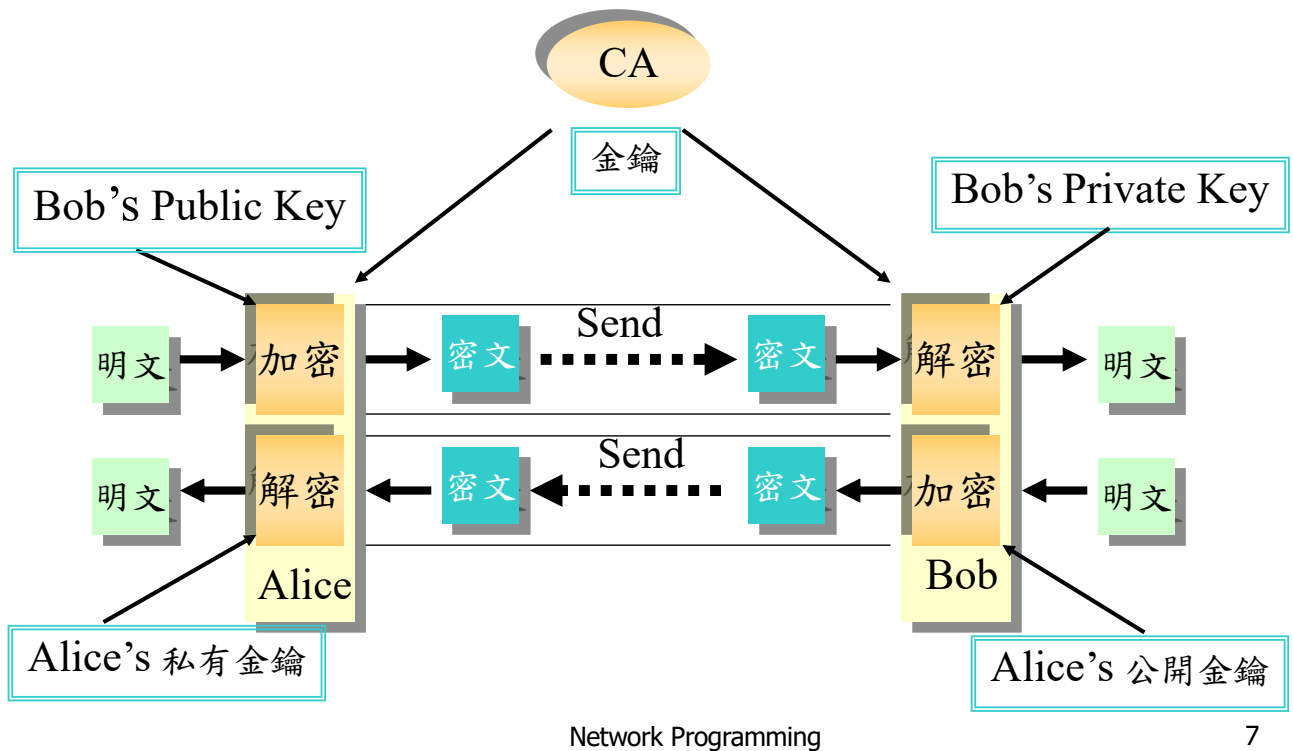 CA
金鑰
Bob's Public Key
Bob's Private Key
明文
加密
密文
Send
密文
解密
明文
明文
解密
密文
Send
密文
加密
明文
Alice
Bob
Alice's 私有金鑰
Alice's 公開金鑰
Network Programming
7